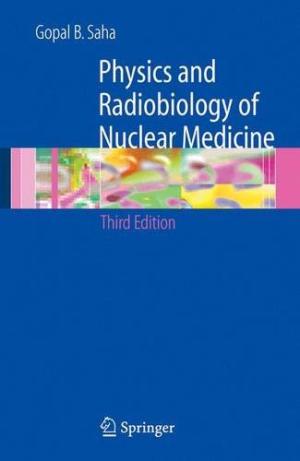 Gopal B. Saha
Physics and
Radiobiology of
Nuclear Medicine
Third Edition
Springer